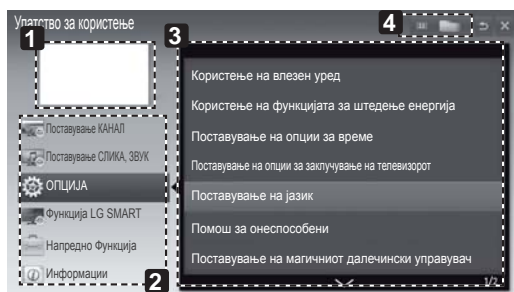 Упатство за користење
1
3
4
Поставување КАНАЛ
Поставување СЛИКА, ЗВУК
ОПЦИЈА
Функција LG SMART
Напредно Функција
Информации
2
Користење на влезен уред
Користење на функцијата за штедење енергија
Поставување на опции за време
Поставување на опции за заклучување на телевизорот
Поставување на јазик
Помош за онеспособени
Поставување на магичниот далечински управувач
1/2